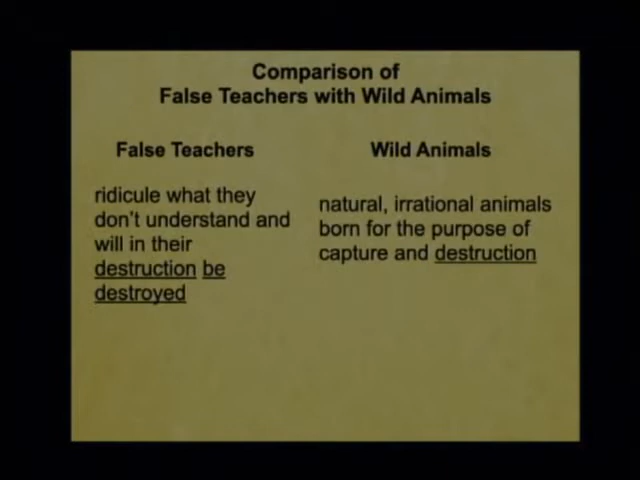 Comparison of
False Teachers with Wild Animals
False Teachers
ridicule what they
don't understand and
will in their
destruction be
destroyed
Wild Animals
natural, irrational animals
born for the purpose of
capture and destruction